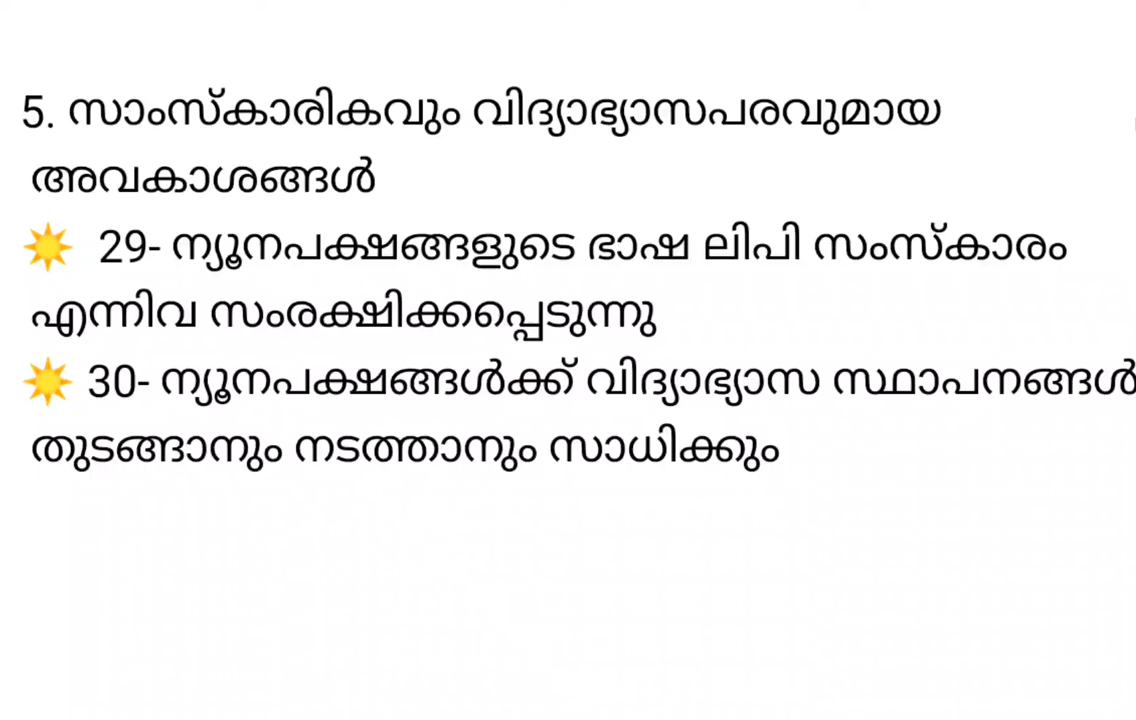 5. സാംസ്കാരികവും വിദ്യാഭ്യാസപരവുമായ
അവകാശങ്ങൾ
☀️ 29- ന്യൂനപക്ഷങ്ങളുടെ ഭാഷ ലിപി സംസ്കാരം
എന്നിവ സംരക്ഷിക്കപ്പെടുന്നു
☀️ 30- ന്യൂനപക്ഷങ്ങൾക്ക് വിദ്യാഭ്യാസ സ്ഥാപനങ്ങൾ
തുടങ്ങാനും നടത്താനും സാധിക്കും